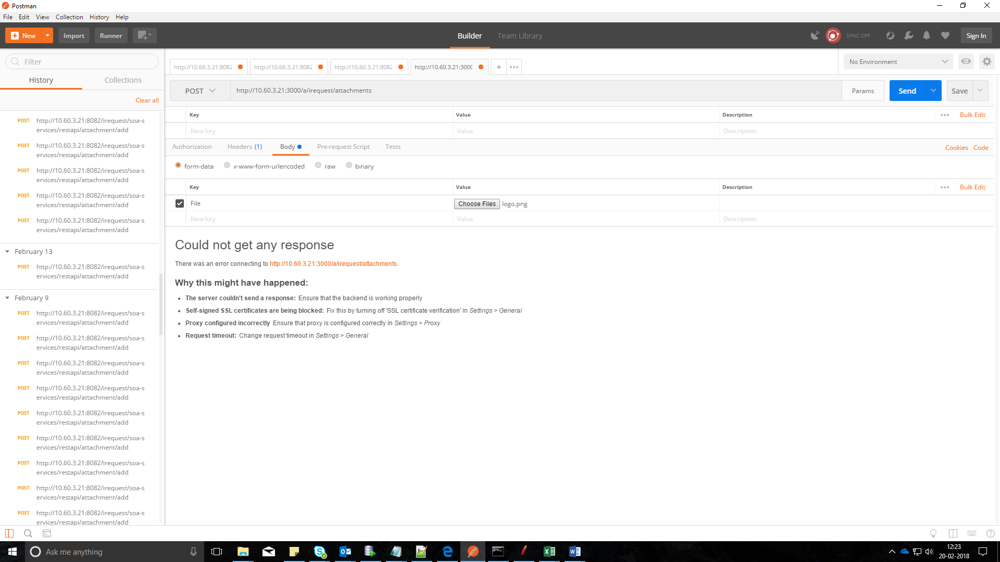 Postman
File Edit View Collection History Help
New Import Runner Builder Team Library SYNC OFF Sign In
Filter
History Collections
Clear all
POST http://10.60.3.21:8082/irequest/soa-s
ervices/restapi/attachment/add
POST http://10.60.3.21:8082/irequest/soa-s
ervices/restapi/attachment/add
POST http://10.60.3.21:8082/irequest/soa-s
ervices/restapi/attachment/add
POST http://10.60.3.21:8082/irequest/soa-s
ervices/restapi/attachment/add
POST http://10.60.3.21:8082/irequest/soa-s
ervices/restapi/attachment/add
February 13
POST http://10.60.3.21:8082/irequest/soa-s
ervices/restapi/attachment/add
February 9
POST http://10.60.3.21:8082/irequest/soa-s
ervices/restapi/attachment/add
POST http://10.60.3.21:8082/irequest/soa-s
ervices/restapi/attachment/add
POST http://10.60.3.21:8082/irequest/soa-s
ervices/restapi/attachment/add
POST http://10.60.3.21:8082/irequest/soa-s
ervices/restapi/attachment/add
POST http://10.60.3.21:8082/irequest/soa-s
ervices/restapi/attachment/add
POST http://10.60.3.21:8082/irequest/soa-s
ervices/restapi/attachment/add
POST http://10.60.3.21:8082/irequest/soa-s
ervices/restapi/attachment/add
POST http://10.60.3.21:8082/irequest/soa-s
ervices/restapi/attachment/add
POST http://10.60.3.21:8082/irequest/soa-s
ervices/restapi/attachment/add
http://10.60.3.21:8082 http://10.60.3.21:8082 http://10.60.3.21:8082 http://10.60.3.21:3000 + ••• No Environment
POST http://10.60.3.21:3000/a/irequest/attachments Params Send Save
Key Value Description ••• Bulk Edit
New key Value Description
Authorization Headers (1) Body Pre-request Script Tests Cookies Code
form-data x-www-form-urlencoded raw binary
Key Value Description ••• Bulk Edit
File Choose Files logo.png
New key Value Description
Could not get any response
There was an error connecting to http://10.60.3.21:3000/a/irequest/attachments.
Why this might have happened:
• The server couldn't send a response: Ensure that the backend is working properly
• Self-signed SSL certificates are being blocked: Fix this by turning off 'SSL certificate verification' in Settings > General
• Proxy configured incorrectly Ensure that proxy is configured correctly in Settings > Proxy
• Request timeout: Change request timeout in Settings > General
Ask me anything
12:23
20-02-2018